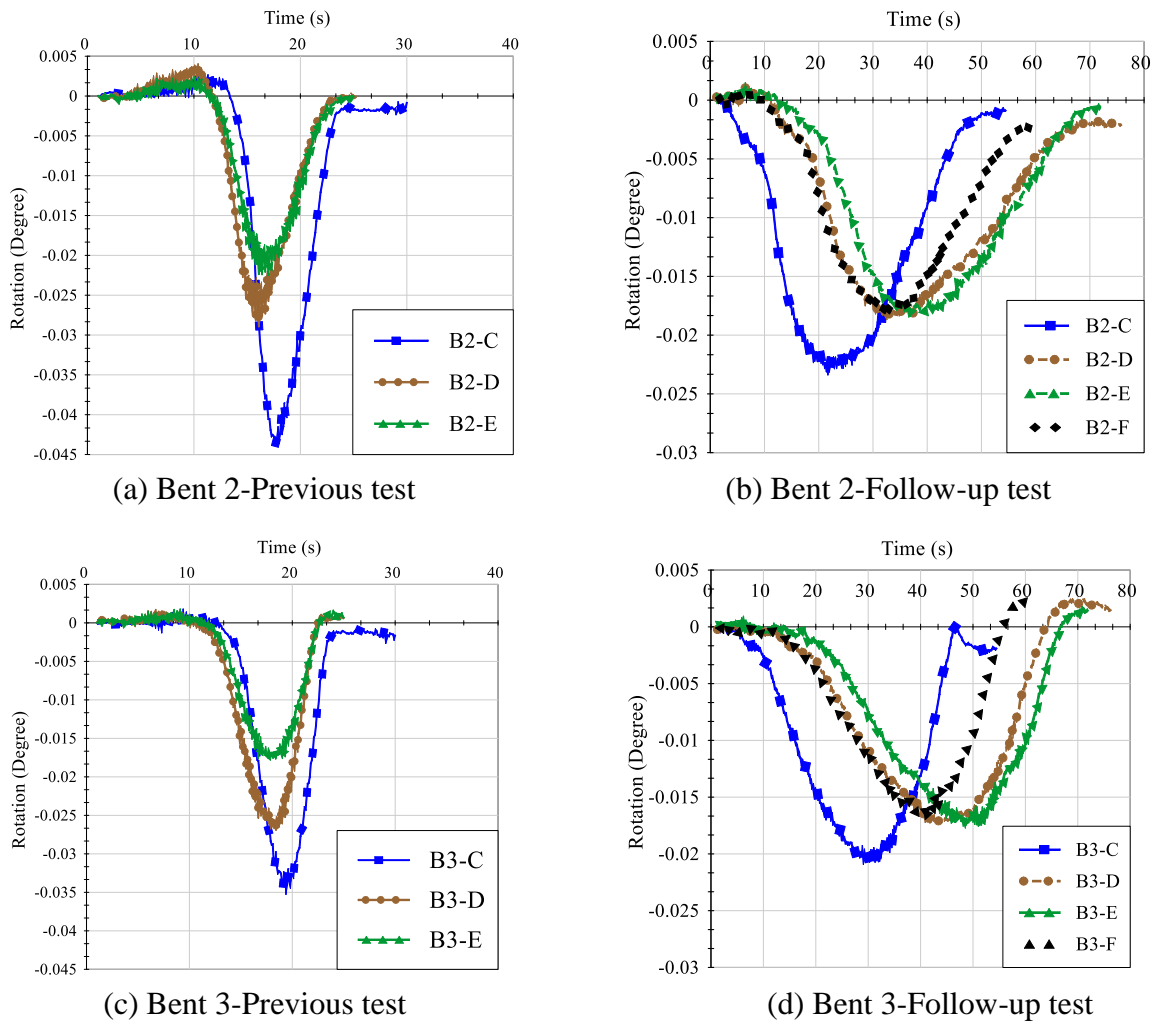 Time (s)
0 10 20 30 40
0.005
0
-0.005
-0.01
-0.015
-0.02
-0.025
-0.03
-0.035
-0.04
-0.045
Rotation (Degree)
B2-C
B2-D
B2-E
(a) Bent 2-Previous test
Time (s)
0 10 20 30 40 50 60 70 80
0.005
0
-0.005
-0.01
-0.015
-0.02
-0.025
-0.03
Rotation (Degree)
B2-C
B2-D
B2-E
B2-F
(b) Bent 2-Follow-up test
Time (s)
0 10 20 30 40
0.005
0
-0.005
-0.01
-0.015
-0.02
-0.025
-0.03
-0.035
-0.04
-0.045
Rotation (Degree)
B3-C
B3-D
B3-E
(c) Bent 3-Previous test
Time (s)
0 10 20 30 40 50 60 70 80
0.005
0
-0.005
-0.01
-0.015
-0.02
-0.025
-0.03
Rotation (Degree)
B3-C
B3-D
B3-E
B3-F
(d) Bent 3-Follow-up test